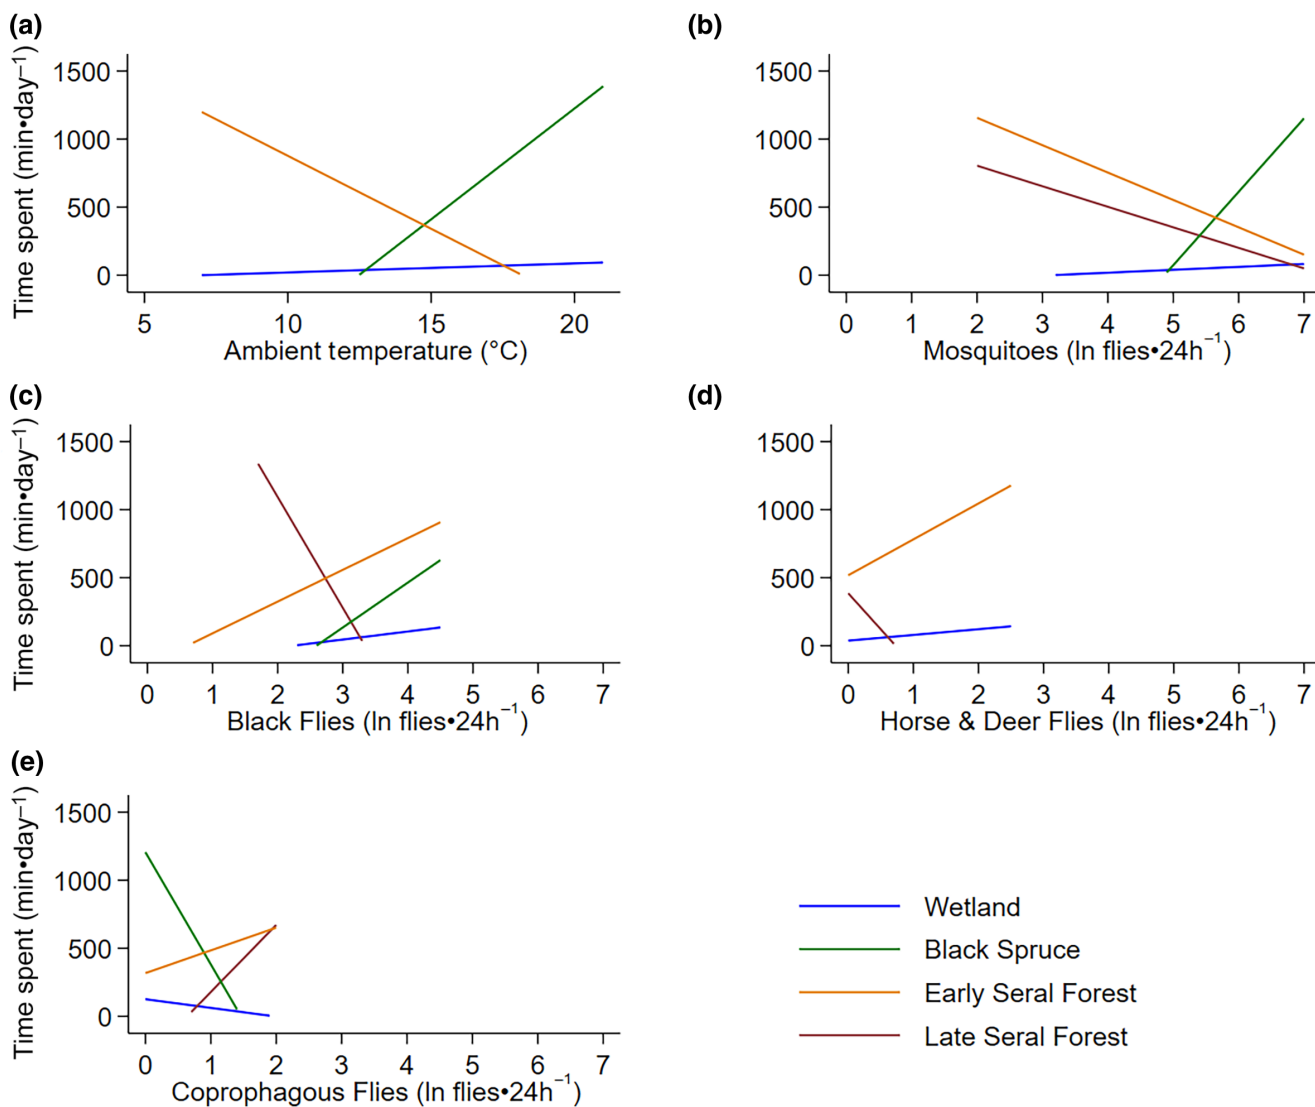 (a)
Time spent (min•day⁻¹)
1500
1000
500
0
5 10 15 20
Ambient temperature (°C)
(b)
1500
1000
500
0
0 1 2 3 4 5 6 7
Mosquitoes (ln flies•24h⁻¹)
(c)
Time spent (min•day⁻¹)
1500
1000
500
0
0 1 2 3 4 5 6 7
Black Flies (ln flies•24h⁻¹)
(d)
1500
1000
500
0
0 1 2 3 4 5 6 7
Horse & Deer Flies (ln flies•24h⁻¹)
(e)
Time spent (min•day⁻¹)
1500
1000
500
0
0 1 2 3 4 5 6 7
Coprophagous Flies (ln flies•24h⁻¹)
Wetland
Black Spruce
Early Seral Forest
Late Seral Forest